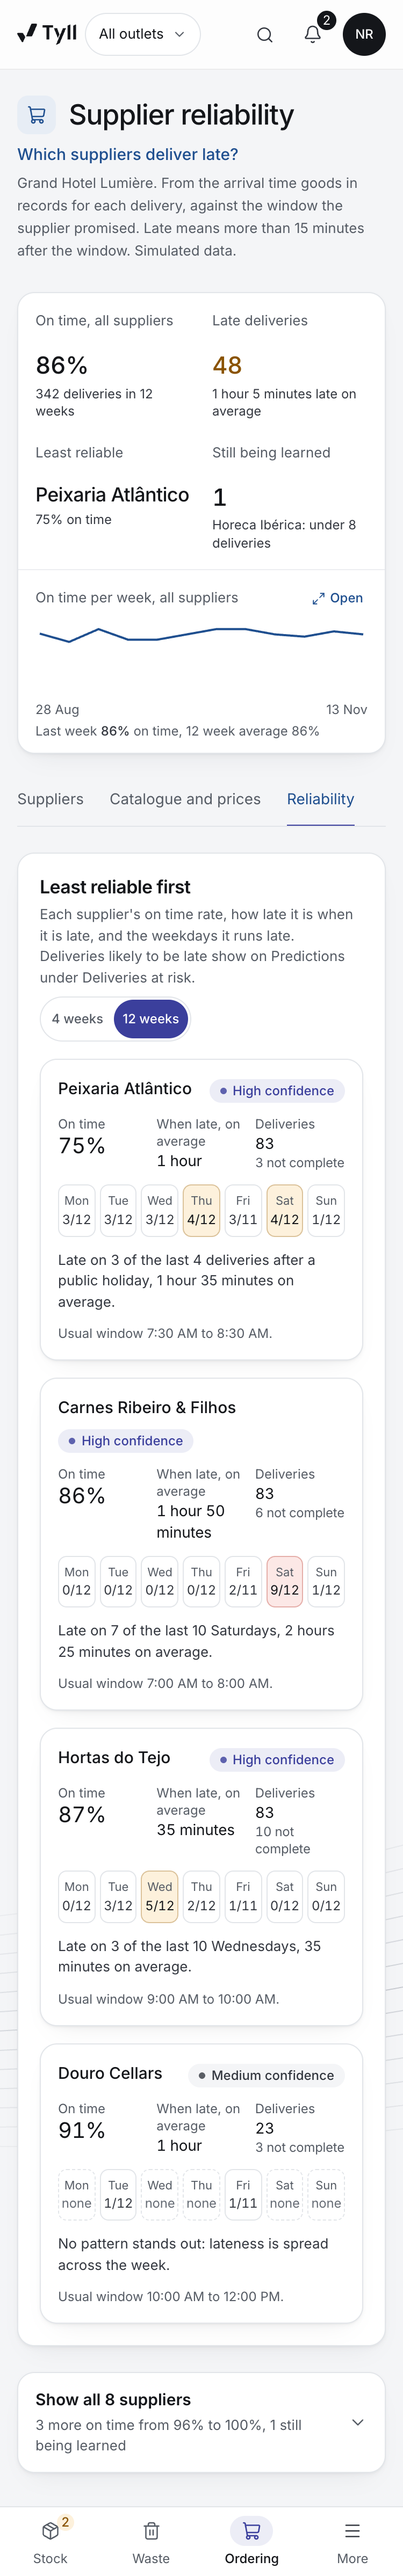 Tyll
All outlets
2
NR
Supplier reliability
Which suppliers deliver late?
Grand Hotel Lumière. From the arrival time goods in
records for each delivery, against the window the
supplier promised. Late means more than 15 minutes
after the window. Simulated data.
On time, all suppliers
86%
342 deliveries in 12
weeks
Late deliveries
48
1 hour 5 minutes late on
average
Least reliable
Peixaria Atlântico
75% on time
Still being learned
1
Horeca Ibérica: under 8
deliveries
On time per week, all suppliers
Open
28 Aug
13 Nov
Last week 86% on time, 12 week average 86%
Suppliers
Catalogue and prices
Reliability
Least reliable first
Each supplier's on time rate, how late it is when
it is late, and the weekdays it runs late.
Deliveries likely to be late show on Predictions
under Deliveries at risk.
4 weeks
12 weeks
Peixaria Atlântico
High confidence
On time
75%
When late, on
average
1 hour
Deliveries
83
3 not complete
Mon Tue Wed Thu Fri Sat Sun
3/12 3/12 3/12 4/12 3/11 4/12 1/12
Late on 3 of the last 4 deliveries after a
public holiday, 1 hour 35 minutes on
average.
Usual window 7:30 AM to 8:30 AM.
Carnes Ribeiro & Filhos
High confidence
On time
86%
When late, on
average
1 hour 50
minutes
Deliveries
83
6 not complete
Mon Tue Wed Thu Fri Sat Sun
0/12 0/12 0/12 0/12 2/11 9/12 1/12
Late on 7 of the last 10 Saturdays, 2 hours
25 minutes on average.
Usual window 7:00 AM to 8:00 AM.
Hortas do Tejo
High confidence
On time
87%
When late, on
average
35 minutes
Deliveries
83
10 not
complete
Mon Tue Wed Thu Fri Sat Sun
0/12 3/12 5/12 2/12 1/11 0/12 0/12
Late on 3 of the last 10 Wednesdays, 35
minutes on average.
Usual window 9:00 AM to 10:00 AM.
Douro Cellars
Medium confidence
On time
91%
When late, on
average
1 hour
Deliveries
23
3 not complete
Mon Tue Wed Thu Fri Sat Sun
none 1/12 none none 1/11 none none
No pattern stands out: lateness is spread
across the week.
Usual window 10:00 AM to 12:00 PM.
Show all 8 suppliers
3 more on time from 96% to 100%, 1 still
being learned
2
Stock
Waste
Ordering
More